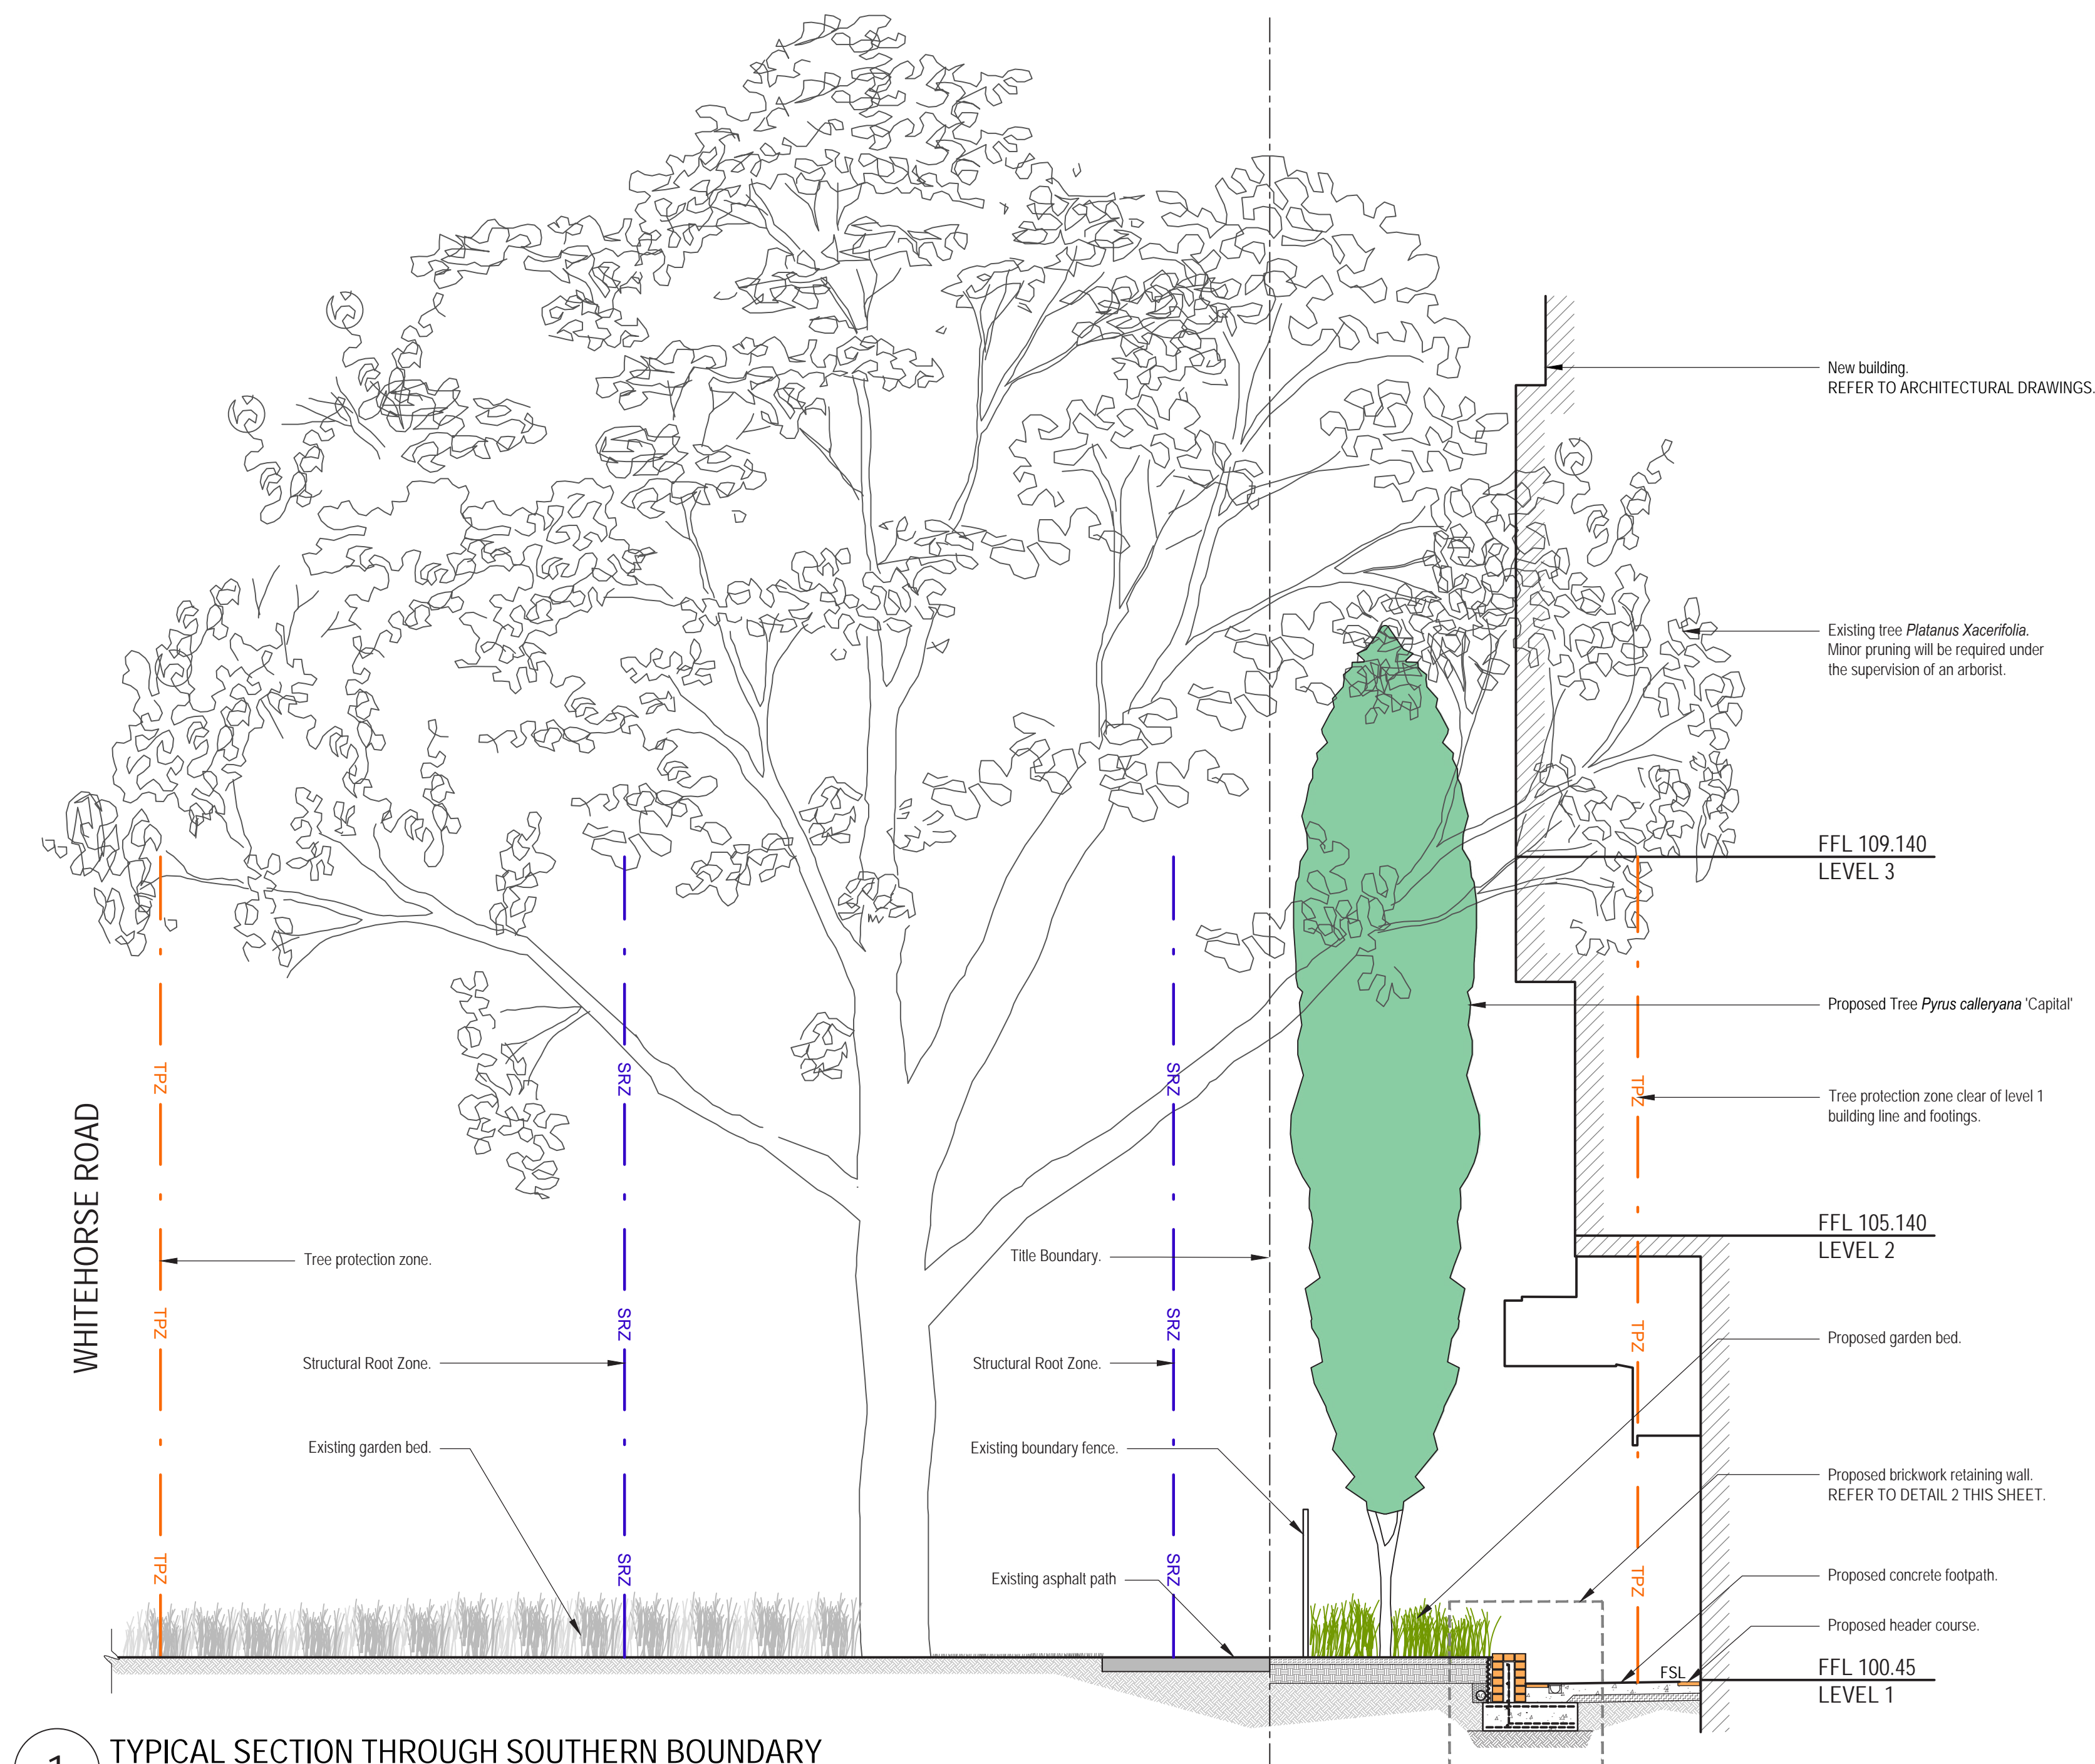 New building.
REFER TO ARCHITECTURAL DRAWINGS.
Existing tree Platanus Xacerifolia.
Minor pruning will be required under
the supervision of an arborist.
FFL 109.140
LEVEL 3
Proposed Tree Pyrus calleryana 'Capital'
Tree protection zone clear of level 1
building line and footings.
TPZ
SRZ
SRZ
TPZ
WHITEHORSE ROAD
FFL 105.140
LEVEL 2
Tree protection zone.
Title Boundary.
TPZ
SRZ
SRZ
TPZ
Proposed garden bed.
Structural Root Zone.
Structural Root Zone.
Existing garden bed.
Existing boundary fence.
Proposed brickwork retaining wall.
REFER TO DETAIL 2 THIS SHEET.
TPZ
SRZ
Existing asphalt path
SRZ
TPZ
Proposed concrete footpath.
Proposed header course.
FSL
FFL 100.45
LEVEL 1
1
TYPICAL SECTION THROUGH SOUTHERN BOUNDARY